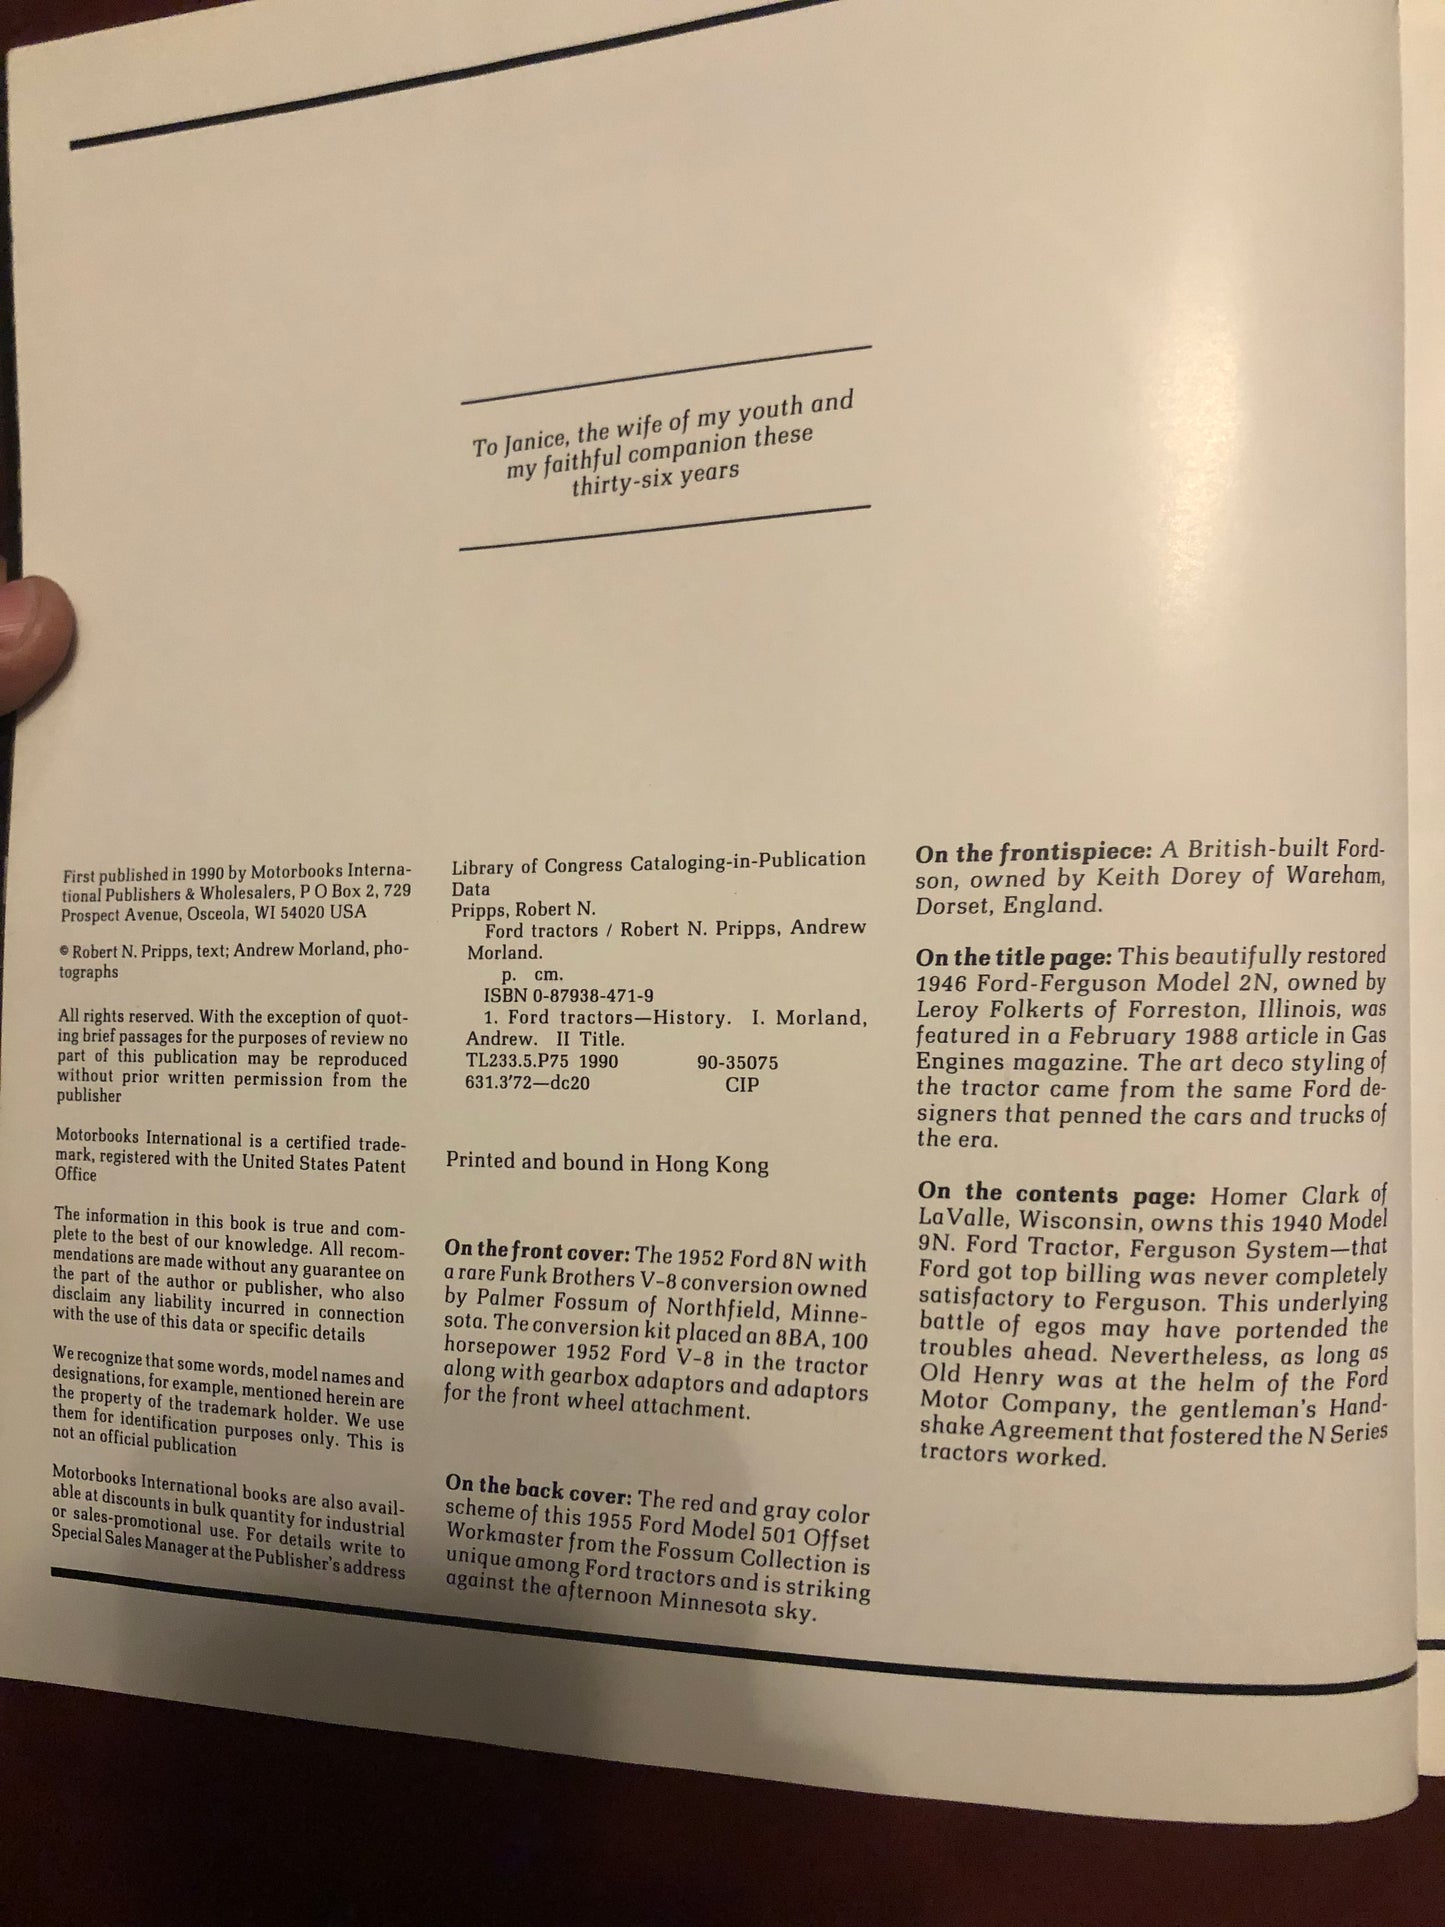 To Janice, the wife of my youth and
my faithful companion these
thirty-six years
First published in 1990 by Motorbooks Interna-
tional Publishers & Wholesalers, P O Box 2, 729
Prospect Avenue, Osceola, WI 54020 USA
© Robert N. Pripps, text; Andrew Morland, pho-
tographs
All rights reserved. With the exception of quot-
ing brief passages for the purposes of review no
part of this publication may be reproduced
without prior written permission from the
publisher
Motorbooks International is a certified trade-
mark, registered with the United States Patent
Office
The information in this book is true and com-
plete to the best of our knowledge. All recom-
mendations are made without any guarantee on
the part of the author or publisher, who also
disclaim any liability incurred in connection
with the use of this data or specific details
We recognize that some words, model names and
designations, for example, mentioned herein are
the property of the trademark holder. We use
them for identification purposes only. This is
not an official publication
Motorbooks International books are also avail-
able at discounts in bulk quantity for industrial
or sales-promotional use. For details write to
Special Sales Manager at the Publisher's address
Library of Congress Cataloging-in-Publication
Data
Pripps, Robert N.
Ford tractors / Robert N. Pripps, Andrew
Morland.
p. cm.
ISBN 0-87938-471-9
1. Ford tractors—History. I. Morland,
Andrew. II Title.
TL233.5.P75 1990 90-35075
631.3'72—dc20 CIP
Printed and bound in Hong Kong
On the front cover: The 1952 Ford 8N with
a rare Funk Brothers V-8 conversion owned
by Palmer Fossum of Northfield, Minne-
sota. The conversion kit placed an 8BA, 100
horsepower 1952 Ford V-8 in the tractor
along with gearbox adaptors and adaptors
for the front wheel attachment.
On the back cover: The red and gray color
scheme of this 1955 Ford Model 501 Offset
Workmaster from the Fossum Collection is
unique among Ford tractors and is striking
against the afternoon Minnesota sky.
On the frontispiece: A British-built Ford-
son, owned by Keith Dorey of Wareham,
Dorset, England.
On the title page: This beautifully restored
1946 Ford-Ferguson Model 2N, owned by
Leroy Folkerts of Forreston, Illinois, was
featured in a February 1988 article in Gas
Engines magazine. The art deco styling of
the tractor came from the same Ford de-
signers that penned the cars and trucks of
the era.
On the contents page: Homer Clark of
LaValle, Wisconsin, owns this 1940 Model
9N. Ford Tractor, Ferguson System—that
Ford got top billing was never completely
satisfactory to Ferguson. This underlying
battle of egos may have portended the
troubles ahead. Nevertheless, as long as
Old Henry was at the helm of the Ford
Motor Company, the gentleman's Hand-
shake Agreement that fostered the N Series
tractors worked.